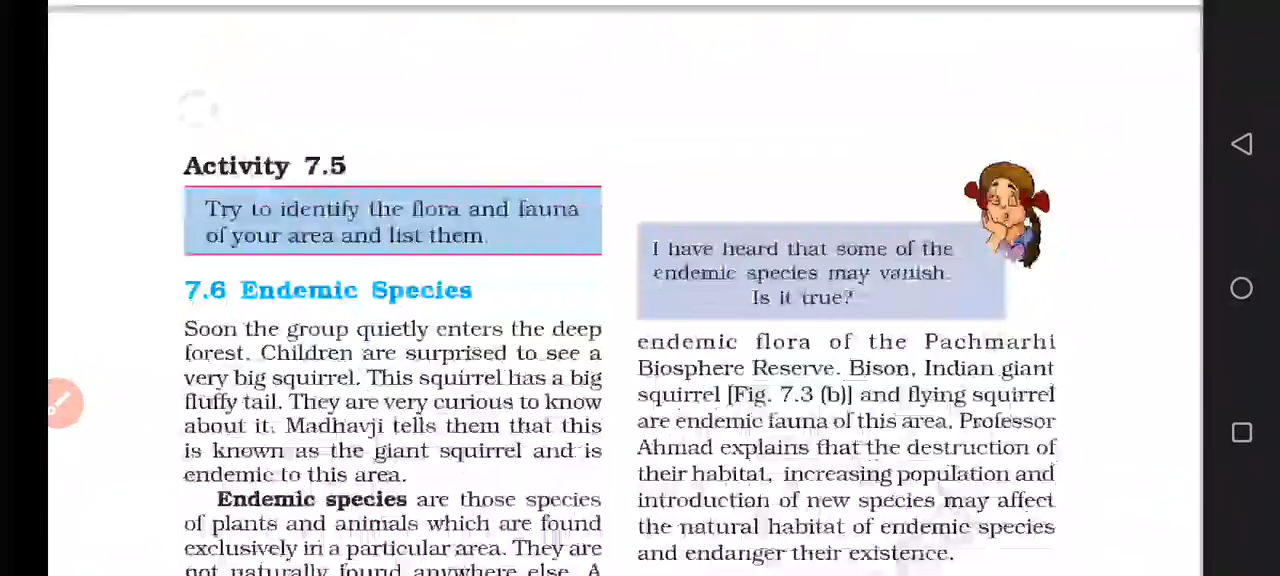 Activity 7.5
Try to identify the flora and fauna
of your area and list them.
7.6 Endemic Species
Soon the group quietly enters the deep
forest. Children are surprised to see a
very big squirrel. This squirrel has a big
fluffy tail. They are very curious to know
about it. Madhavji tells them that this
is known as the giant squirrel and is
endemic to this area.
Endemic species are those species
of plants and animals which are found
exclusively in a particular area. They are
not naturally found anywhere else. A
I have heard that some of the
endemic species may vanish.
Is it true?
endemic flora of the Pachmarhi
Biosphere Reserve. Bison, Indian giant
squirrel [Fig. 7.3 (b)] and flying squirrel
are endemic fauna of this area. Professor
Ahmad explains that the destruction of
their habitat, increasing population and
introduction of new species may affect
the natural habitat of endemic species
and endanger their existence.